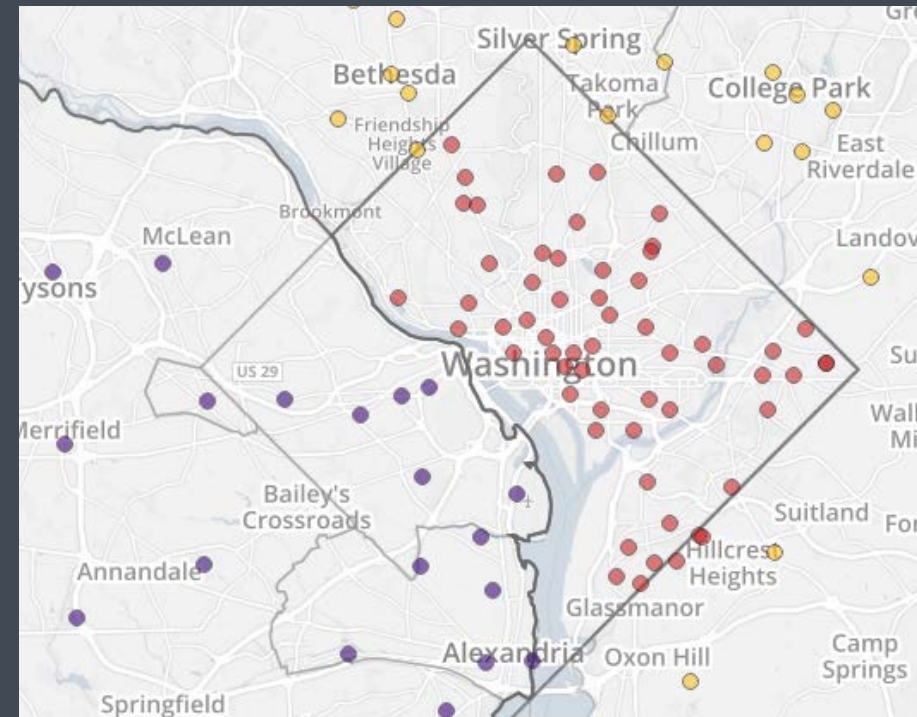 Silver Spring
Bethesda
Takoma
Park
College Park
Friendship
Heights
Village
Chillum
East
Riverdale
Brookmont
McLean
Landov
ysons
US 29
Washington
Su
Merrifield
Wall
Mi
Bailey's
Crossroads
Suitland
For
Annandale
Hillcrest
Heights
Glassmanor
Alexandria
Oxon Hill
Camp
Springs
Springfield